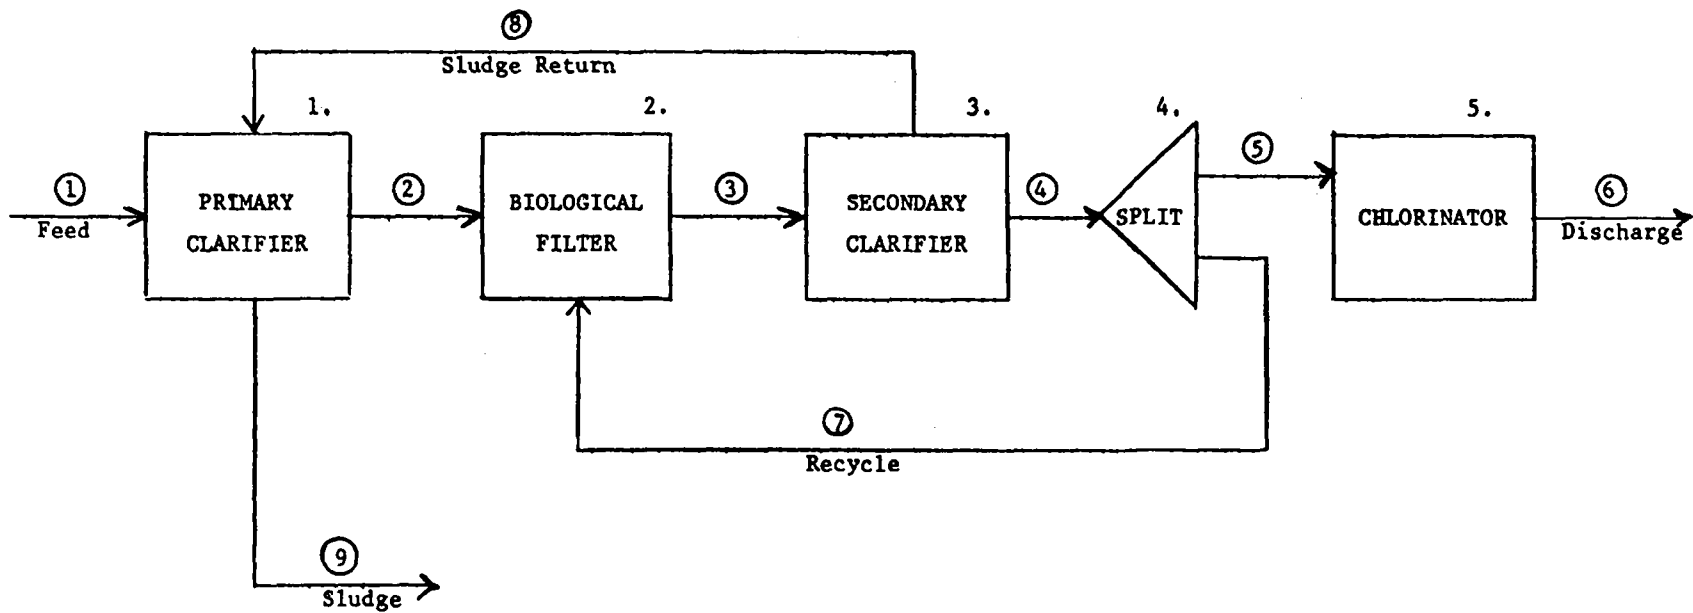 ⑧
Sludge Return
1.
2.
3.
4.
5.
①
Feed
PRIMARY
CLARIFIER
②
BIOLOGICAL
FILTER
③
SECONDARY
CLARIFIER
④
SPLIT
⑤
CHLORINATOR
⑥
Discharge
⑦
Recycle
⑨
Sludge